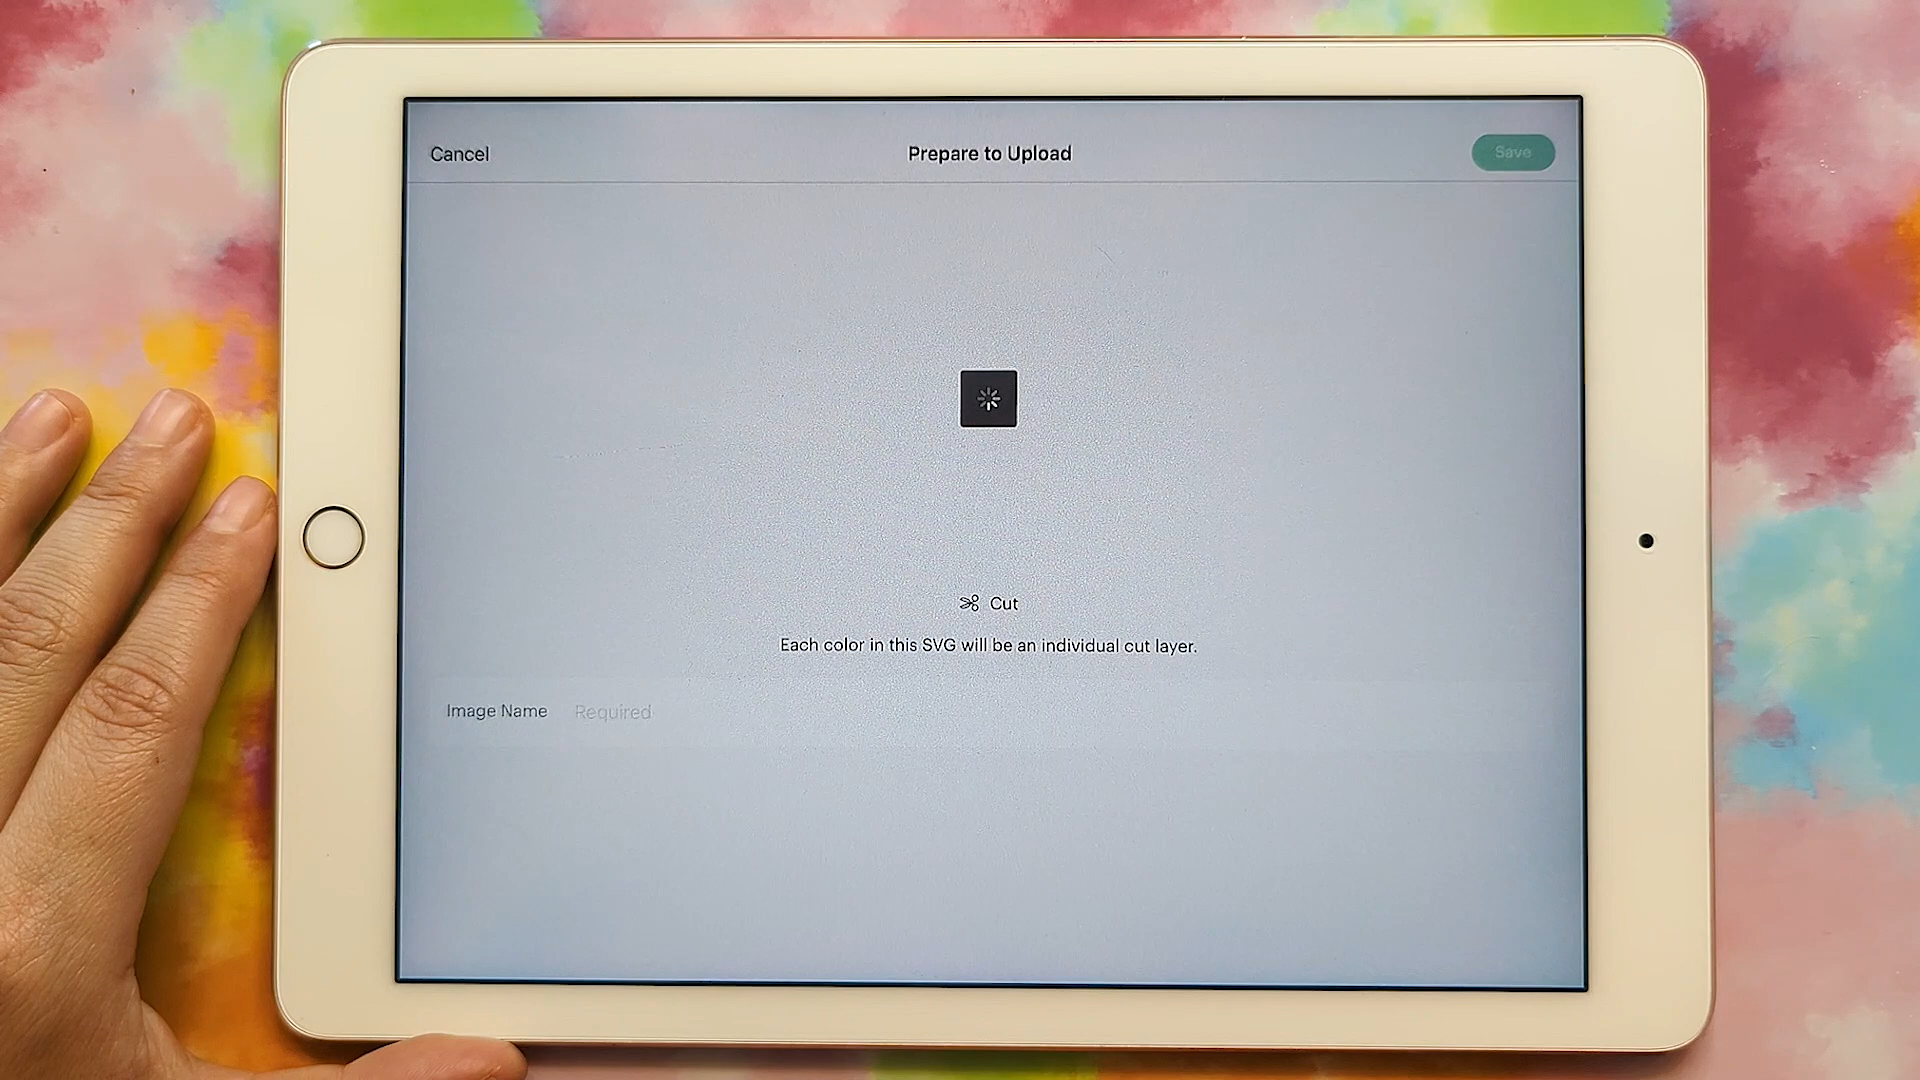 Cancel
Prepare to Upload
Save
Cut
Each color in this SVG will be an individual cut layer.
Image Name Required